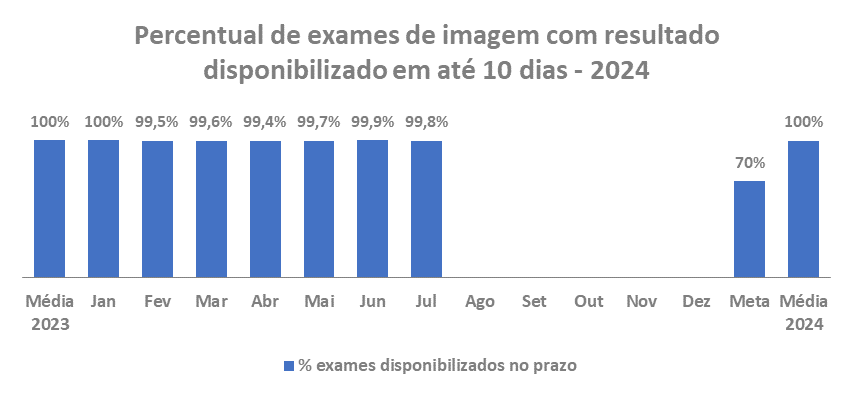 Percentual de exames de imagem com resultado
disponibilizado em até 10 dias - 2024
100% 100% 99,5% 99,6% 99,4% 99,7% 99,9% 99,8% 70% 100%
Média 2023 Jan Fev Mar Abr Mai Jun Jul Ago Set Out Nov Dez Meta Média 2024
% exames disponibilizados no prazo